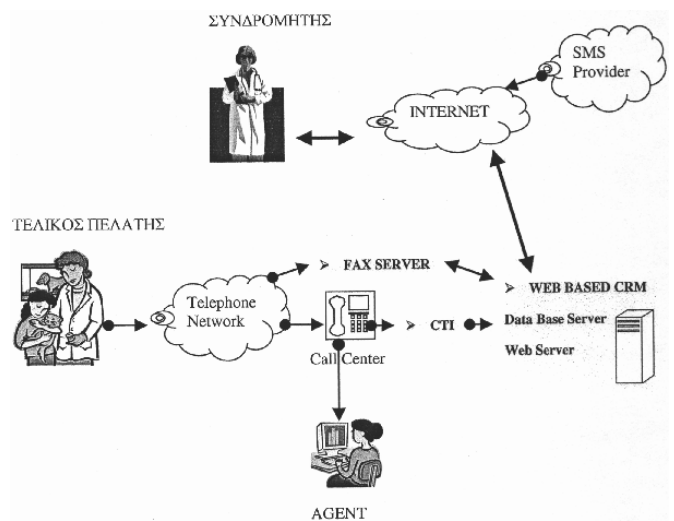 ΣΥΝΔΡΟΜΗΤΗΣ
SMS
Provider
INTERNET
ΤΕΛΙΚΟΣ ΠΕΛΑΤΗΣ
➢ FAX SERVER
➢ WEB BASED CRM
Telephone
Network
Data Base Server
➢ CTI
Web Server
Call Center
AGENT